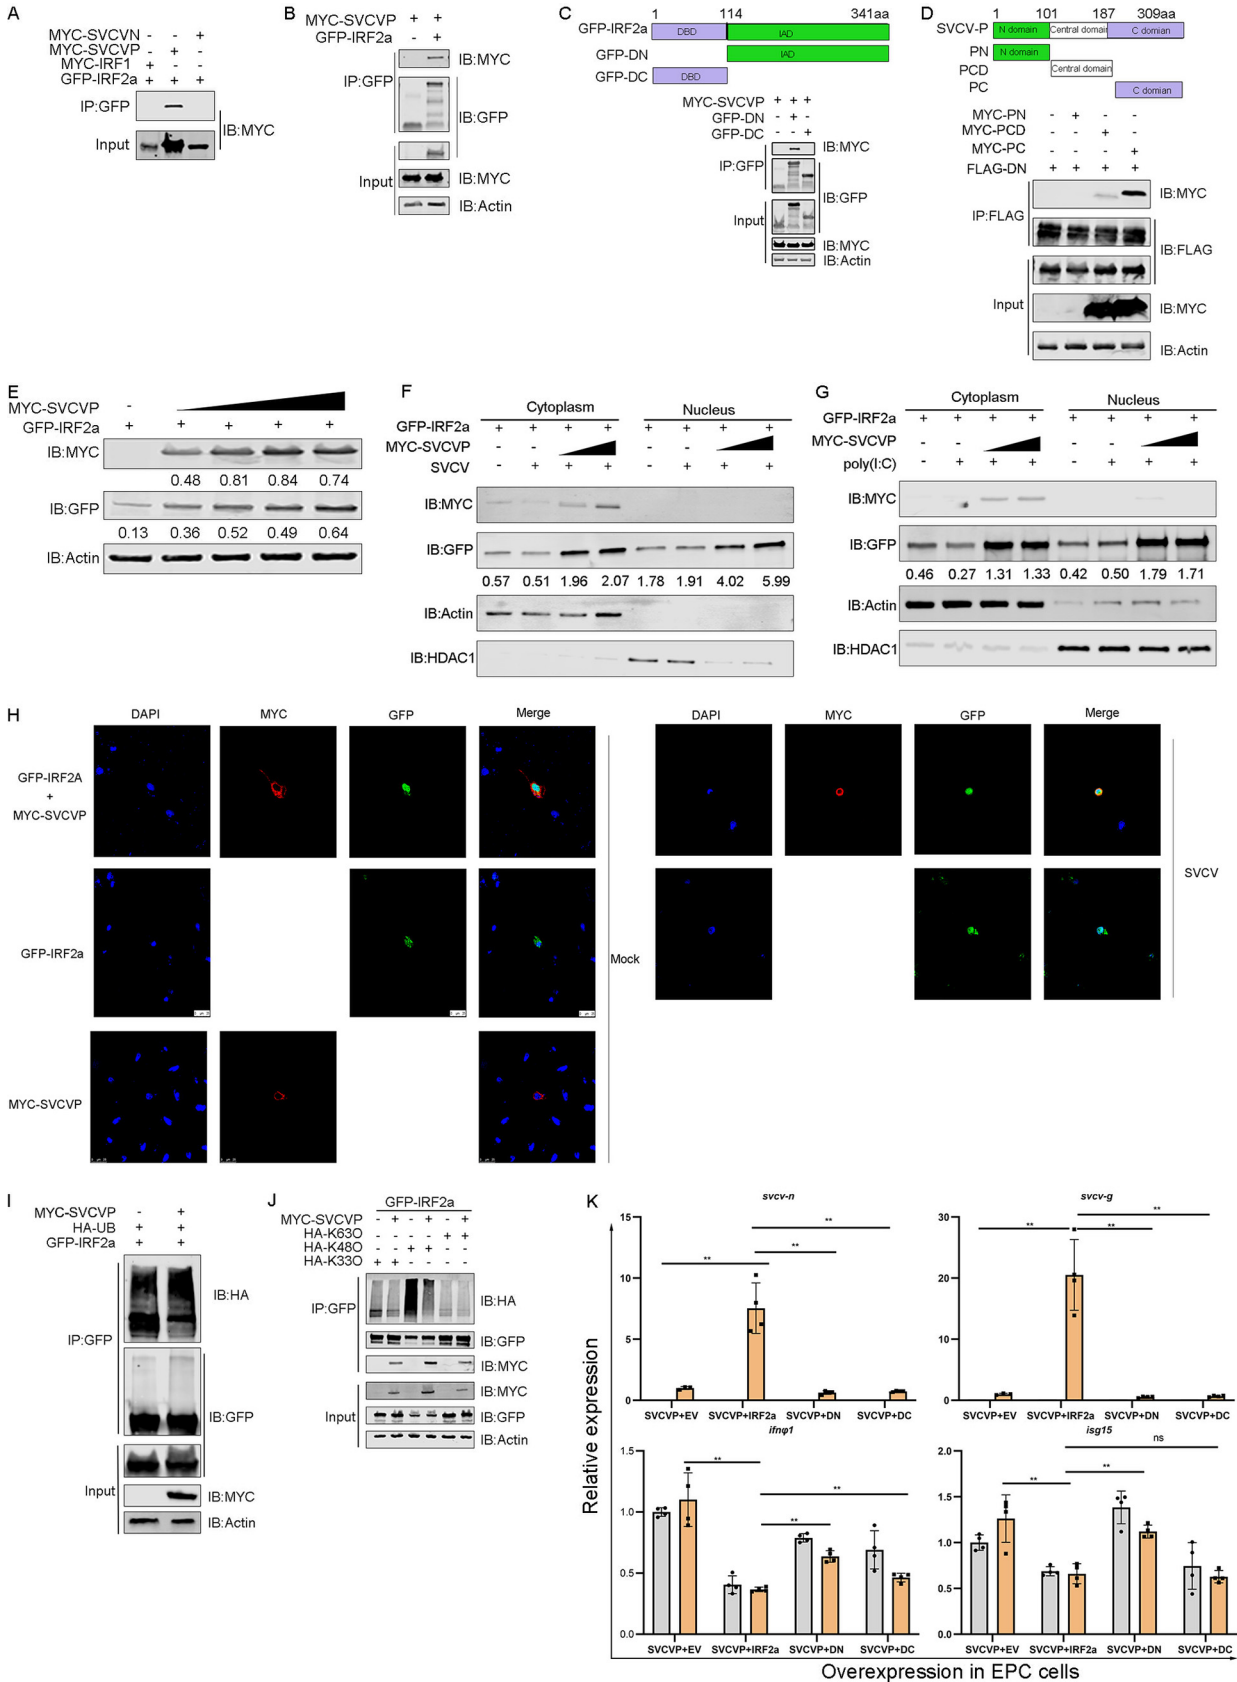 A
MYC-SVCVN - - +
MYC-SVCVP - + -
MYC-IRF1 + - -
GFP-IRF2a + + +
IP:GFP
Input
IB:MYC
B
MYC-SVCVP + +
GFP-IRF2a - +
IP:GFP
IB:MYC
IB:GFP
Input
IB:MYC
IB:Actin
C
1 114 341aa
GFP-IRF2a DBD IAD
GFP-DN IAD
GFP-DC DBD
MYC-SVCVP + + +
GFP-DN - + -
GFP-DC - - +
IP:GFP
IB:MYC
IB:GFP
Input
IB:MYC
IB:Actin
D
1 101 187 309aa
SVCV-P N domain Central domain C domian
PN N domain
PCD Central domain
PC C domian
MYC-PN - + - -
MYC-PCD - - + -
MYC-PC - - - +
FLAG-DN + + + +
IP:FLAG
IB:MYC
IB:FLAG
Input
IB:MYC
IB:Actin
E
MYC-SVCVP -
GFP-IRF2a + + + + +
IB:MYC
0.48 0.81 0.84 0.74
IB:GFP
0.13 0.36 0.52 0.49 0.64
IB:Actin
F
Cytoplasm Nucleus
GFP-IRF2a + + + + + + + +
MYC-SVCVP - - - -
SVCV - + + + - + + +
IB:MYC
IB:GFP
0.57 0.51 1.96 2.07 1.78 1.91 4.02 5.99
IB:Actin
IB:HDAC1
G
Cytoplasm Nucleus
GFP-IRF2a + + + + + + + +
MYC-SVCVP - - - -
poly(I:C) - + + + - + + +
IB:MYC
IB:GFP
0.46 0.27 1.31 1.33 0.42 0.50 1.79 1.71
IB:Actin
IB:HDAC1
H
DAPI MYC GFP Merge
DAPI MYC GFP Merge
GFP-IRF2A
+
MYC-SVCVP
GFP-IRF2a
MYC-SVCVP
Mock
SVCV
I
MYC-SVCVP - +
HA-UB + +
GFP-IRF2a + +
IP:GFP
IB:HA
IB:GFP
Input
IB:MYC
IB:Actin
J
GFP-IRF2a
MYC-SVCVP - + - + - +
HA-K63O - - - - + +
HA-K48O - - + + - -
HA-K33O + + - - - -
IP:GFP
IB:HA
IB:GFP
IB:MYC
Input
IB:MYC
IB:GFP
IB:Actin
K
Relative expression
svcv-n
15
10
5
0
** ** **
SVCVP+EV SVCVP+IRF2a SVCVP+DN SVCVP+DC
svcv-g
30
20
10
0
** ** **
SVCVP+EV SVCVP+IRF2a SVCVP+DN SVCVP+DC
ifnφ1
1.5
1.0
0.5
0.0
** ** **
SVCVP+EV SVCVP+IRF2a SVCVP+DN SVCVP+DC
isg15
2.0
1.5
1.0
0.5
0.0
** ** ns
SVCVP+EV SVCVP+IRF2a SVCVP+DN SVCVP+DC
Overexpression in EPC cells